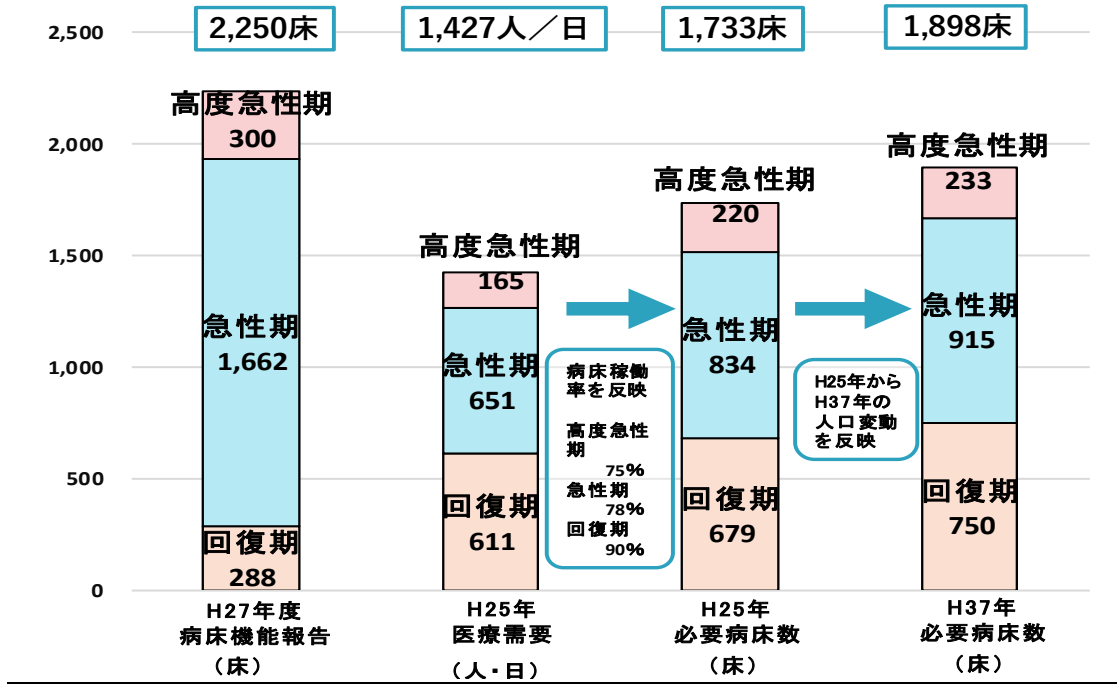 2,250床
1,427人／日
1,733床
1,898床
2,500
2,000
1,500
1,000
500
0
高度急性期
300
急性期
1,662
回復期
288
H27年度
病床機能報告
（床）
高度急性期
165
急性期
651
回復期
611
H25年
医療需要
（人・日）
病床稼働
率を反映
高度急性
期
75%
急性期
78%
回復期
90%
高度急性期
220
急性期
834
回復期
679
H25年
必要病床数
（床）
H25年から
H37年の
人口変動
を反映
高度急性期
233
急性期
915
回復期
750
H37年
必要病床数
（床）